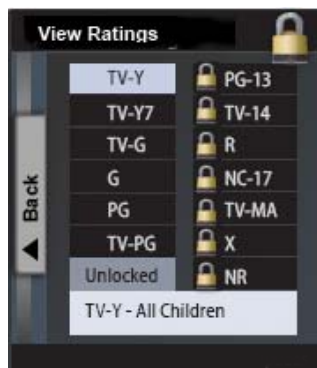 View Ratings
Back
TV-Y PG-13
TV-Y7 TV-14
TV-G R
G NC-17
PG TV-MA
TV-PG X
Unlocked NR
TV-Y - All Children